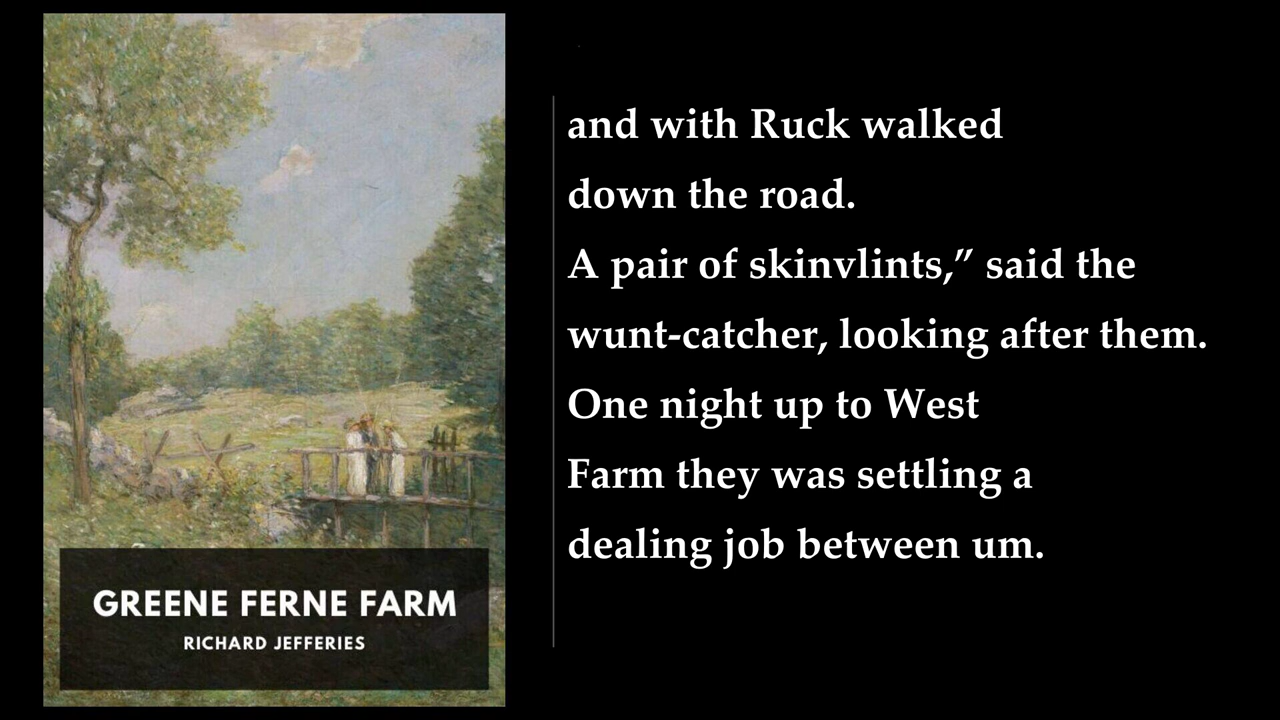 GREENE FERNE FARM
RICHARD JEFFERIES
and with Ruck walked
down the road.
A pair of skinvlints,” said the
wunt-catcher, looking after them.
One night up to West
Farm they was settling a
dealing job between um.